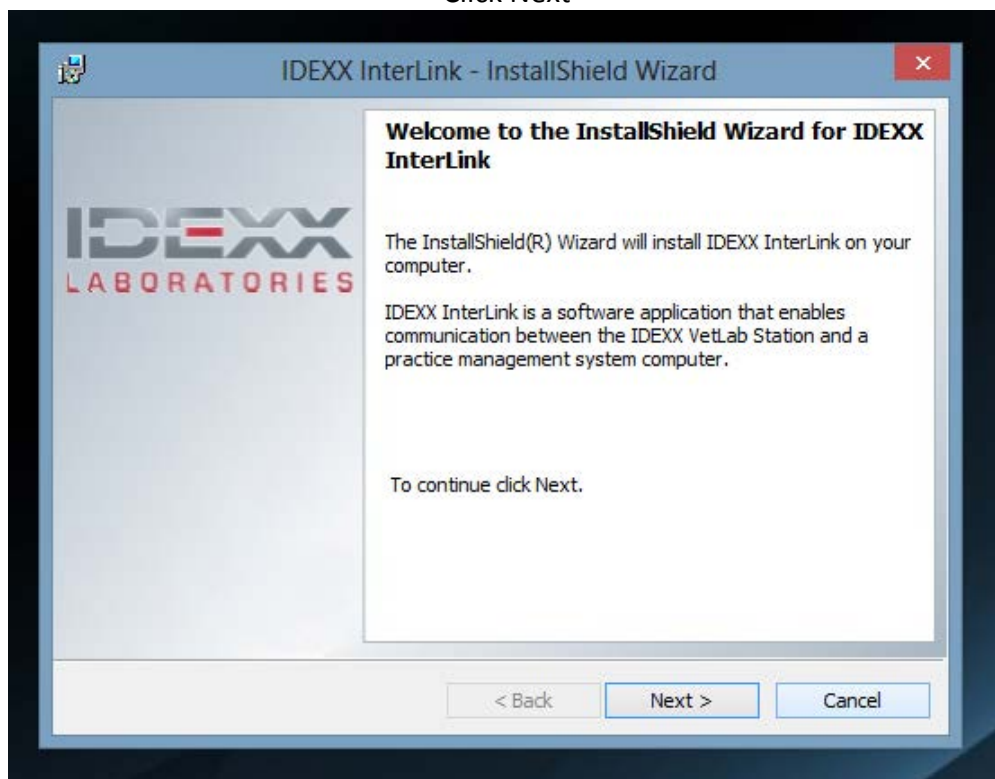 Click Next
IDEXX InterLink - InstallShield Wizard
Welcome to the InstallShield Wizard for IDEXX
InterLink
IDEXX
LABORATORIES
The InstallShield(R) Wizard will install IDEXX InterLink on your
computer.
IDEXX InterLink is a software application that enables
communication between the IDEXX VetLab Station and a
practice management system computer.
To continue click Next.
< Back
Next >
Cancel